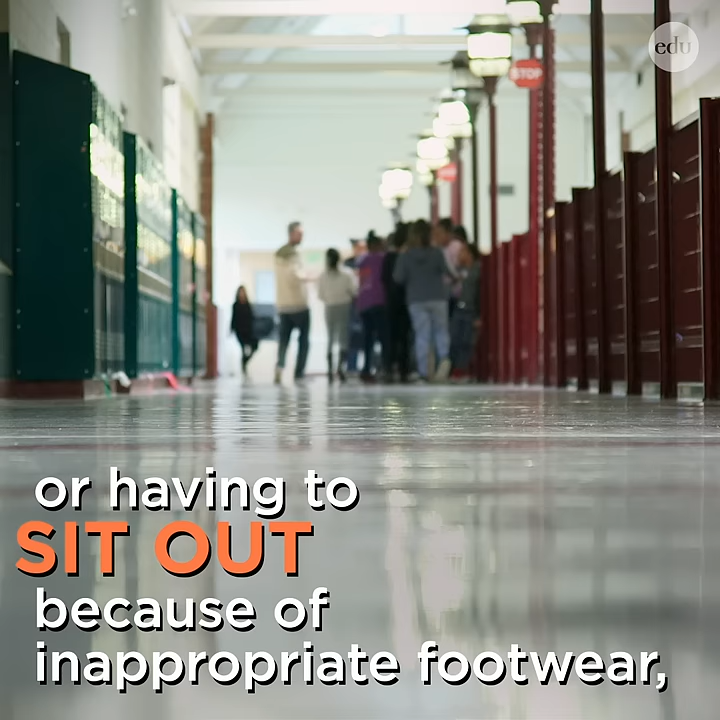 edu
STOP
or having to
SIT OUT
because of
inappropriate footwear,